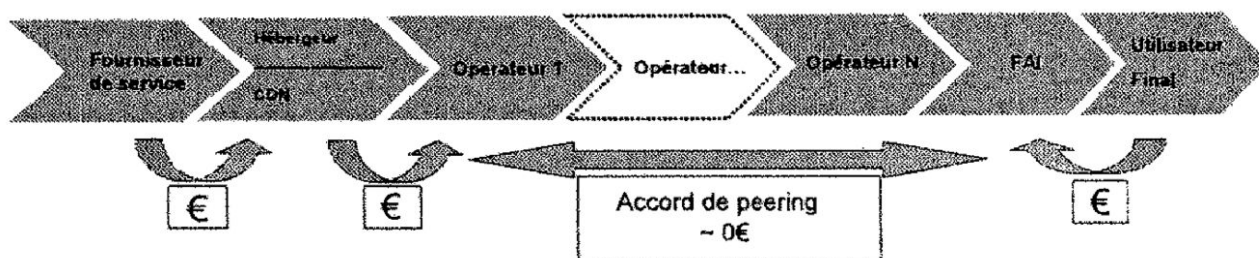 Fournisseur
de service
Hébergeur
CDN
Opérateur 1
Opérateur...
Opérateur N
FAI
Utilisateur
Final
€
€
Accord de peering
~ 0€
€